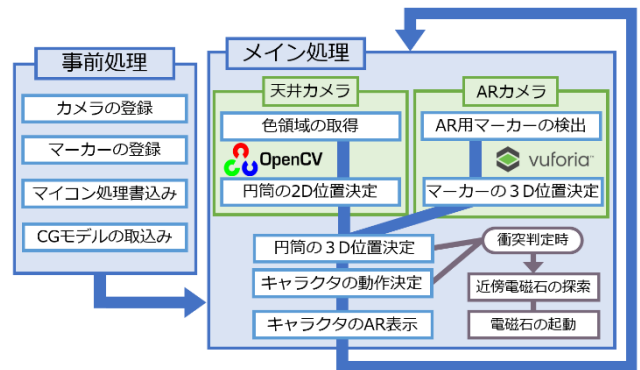 事前処理
カメラの登録
マーカーの登録
マイコン処理書込み
CGモデルの取込み
メイン処理
天井カメラ
色領域の取得
OpenCV
円筒の2D位置決定
ARカメラ
AR用マーカーの検出
vuforia™
マーカーの３D位置決定
円筒の３D位置決定
キャラクタの動作決定
キャラクタのAR表示
衝突判定時
近傍電磁石の探索
電磁石の起動